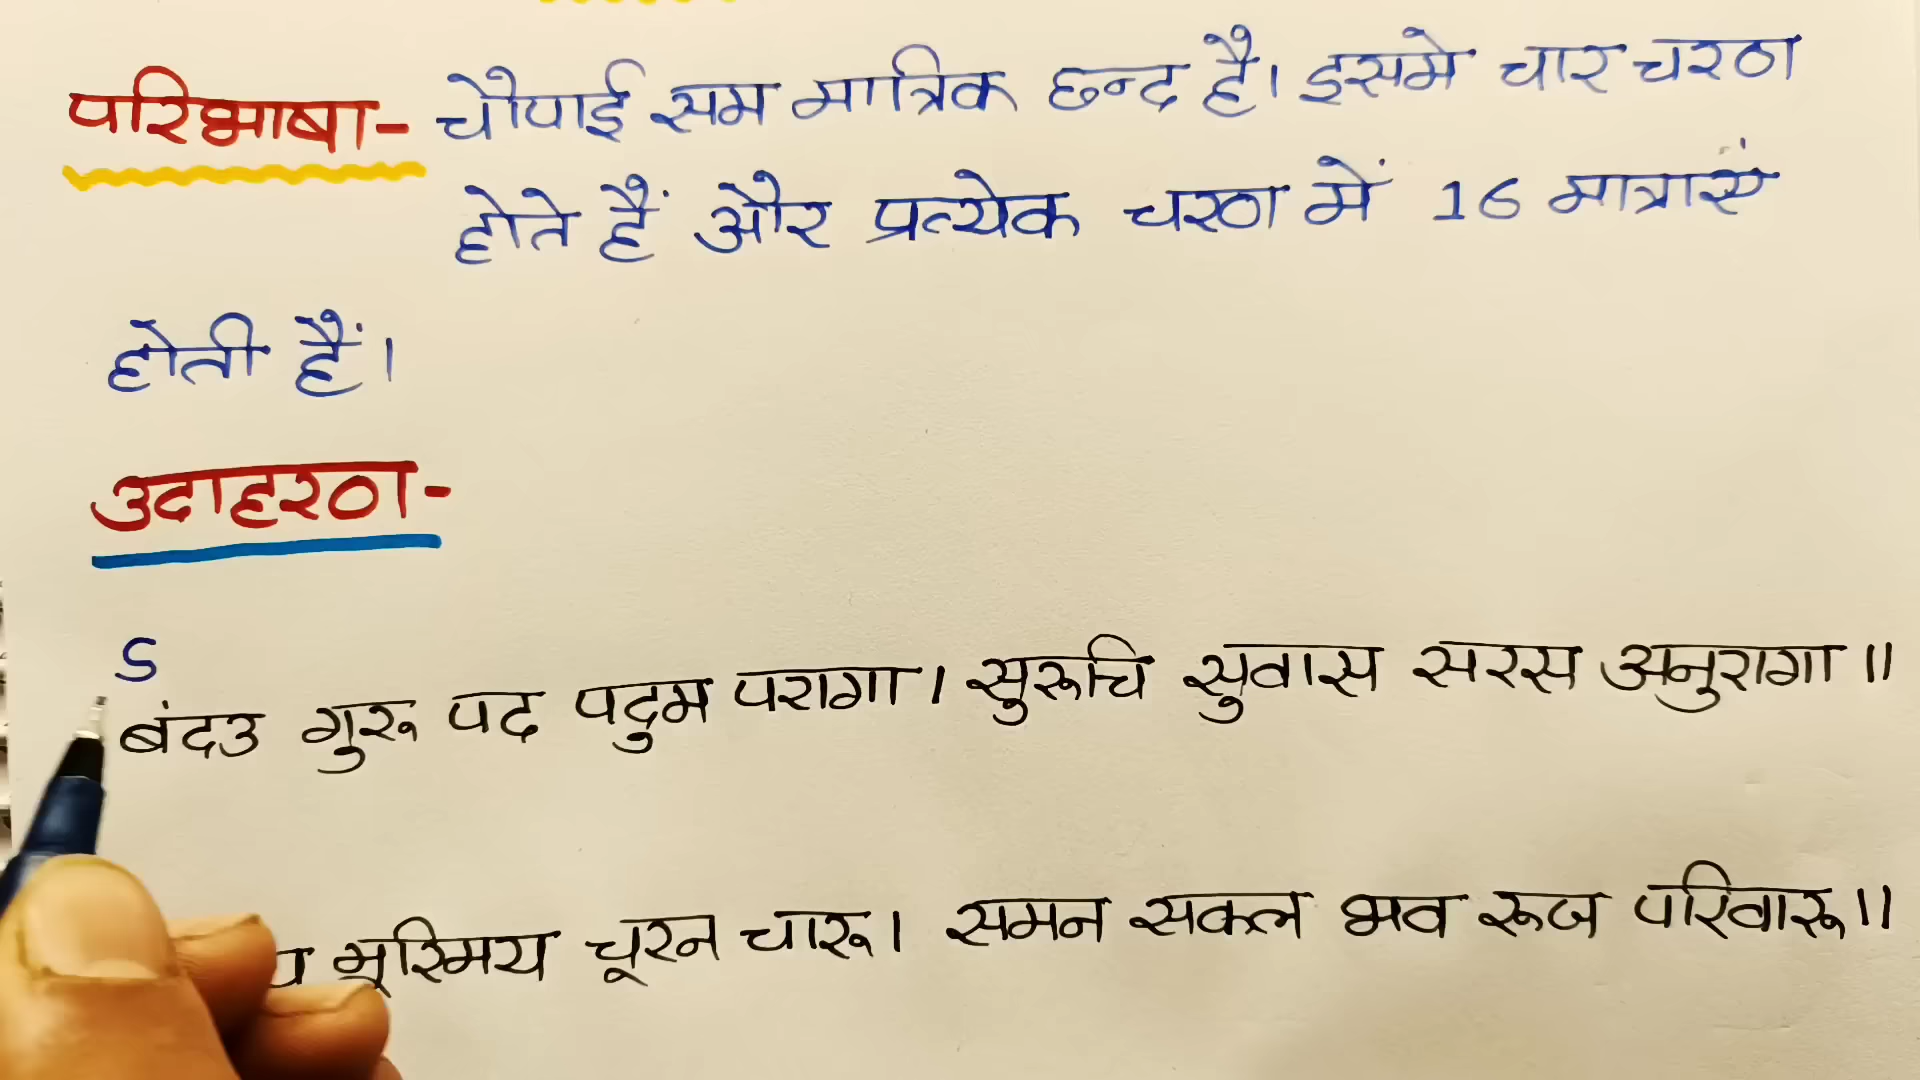 परिभाषा- चौपाई सम मात्रिक छन्द है। इसमे चार चरण
होते हैं और प्रत्येक चरण में 16 मात्राएं
होती हैं।
उदाहरण-
S
बंदउ गुरू पद पदुम परागा। सुरूचि सुवास सरस अनुरागा॥
भूरिमय चूरन चारू। समन सकल भव रूज परिवारू॥